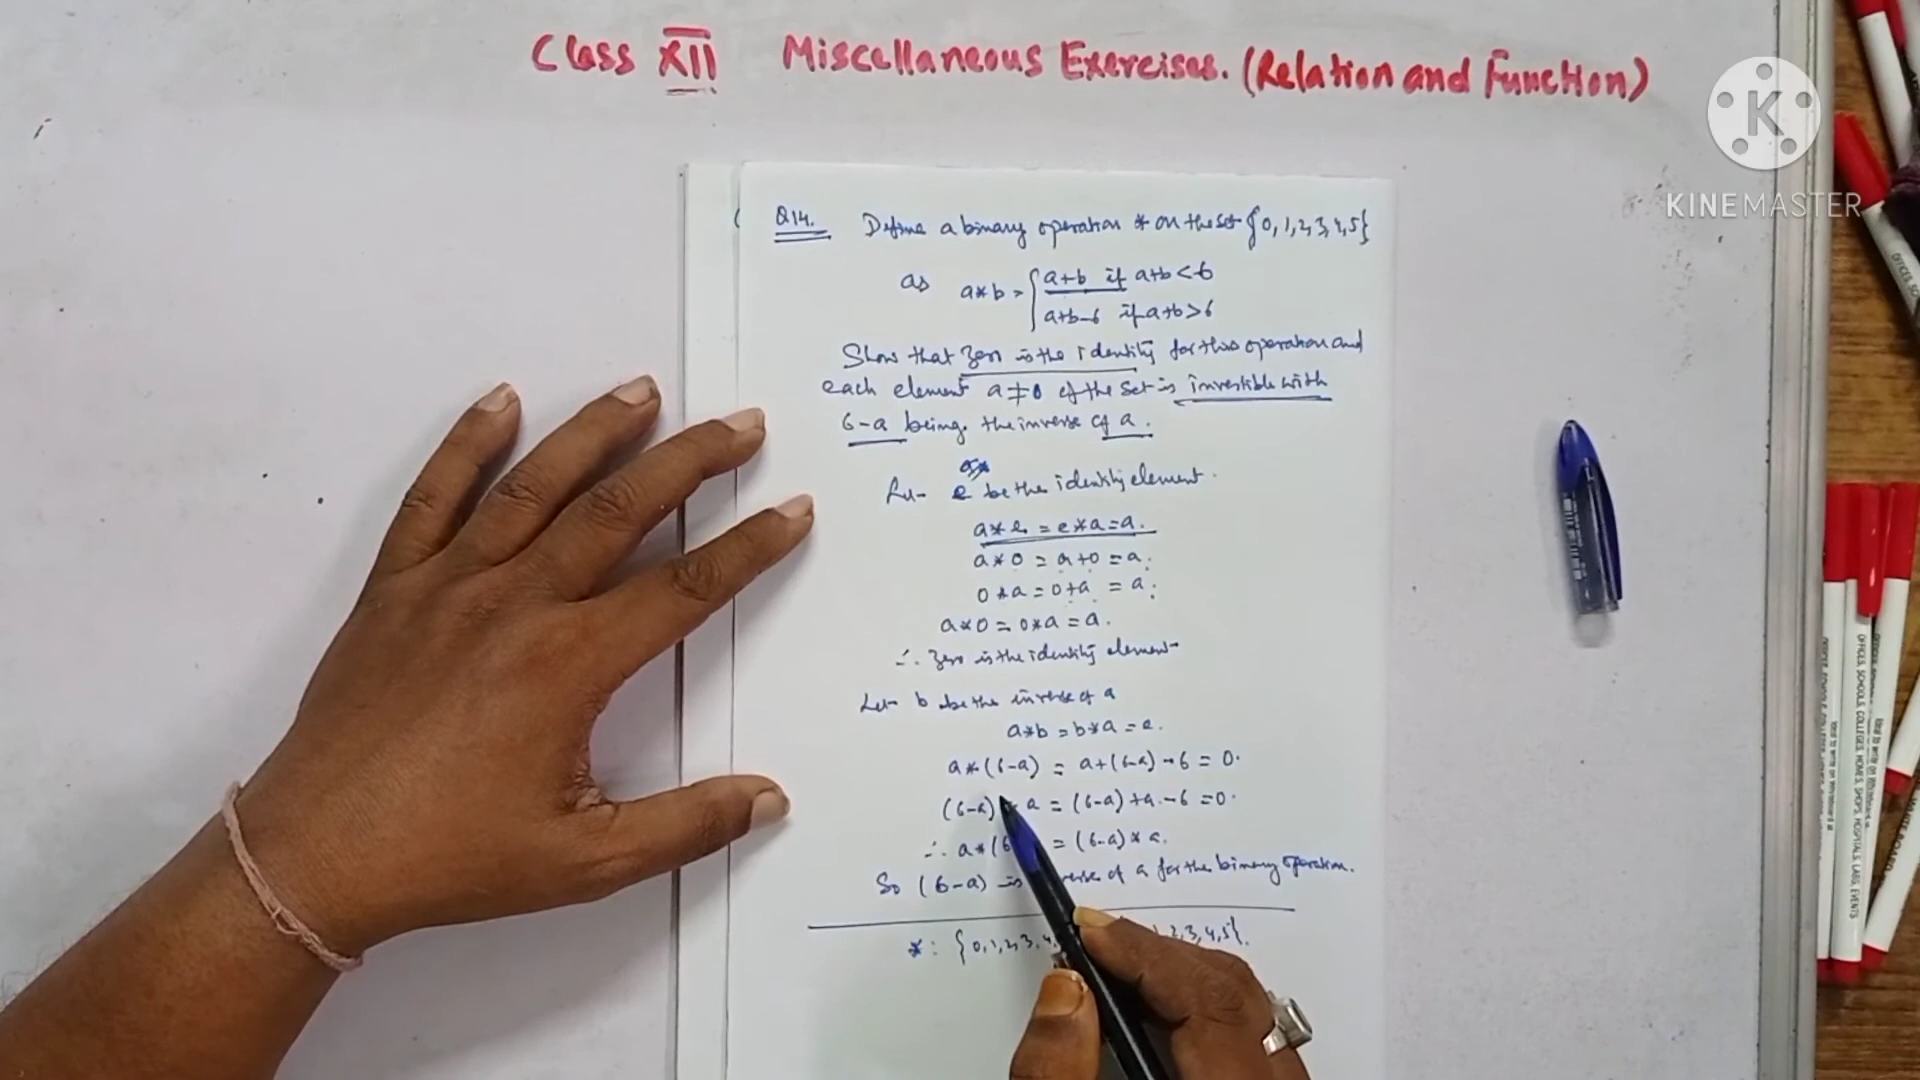 Class XII Miscellaneous Exercises. (Relation and Function)
K
KINEMASTER
Q14. Define a binary operation * on the set {0, 1, 2, 3, 4, 5}
as a*b = { a+b if a+b < 6
a+b-6 if a+b > 6
Show that zero is the identity for this operation and
each element a ≠ 0 of the set is invertible with
6-a being the inverse of a.
Let e be the identity element.
a*e = e*a = a.
a*0 = a+0 = a.
0*a = 0+a = a.
a*0 = 0*a = a.
∴ Zero is the identity element
Let b be the inverse of a
a*b = b*a = e.
a*(6-a) = a+(6-a)-6 = 0.
(6-a) a = (6-a)+a-6 = 0.
∴ a*(6 = (6-a)*a.
So (6-a) is of a for the binary operation.
* : {0, 1, 2, 3, 4, 2, 3, 4, 5}.